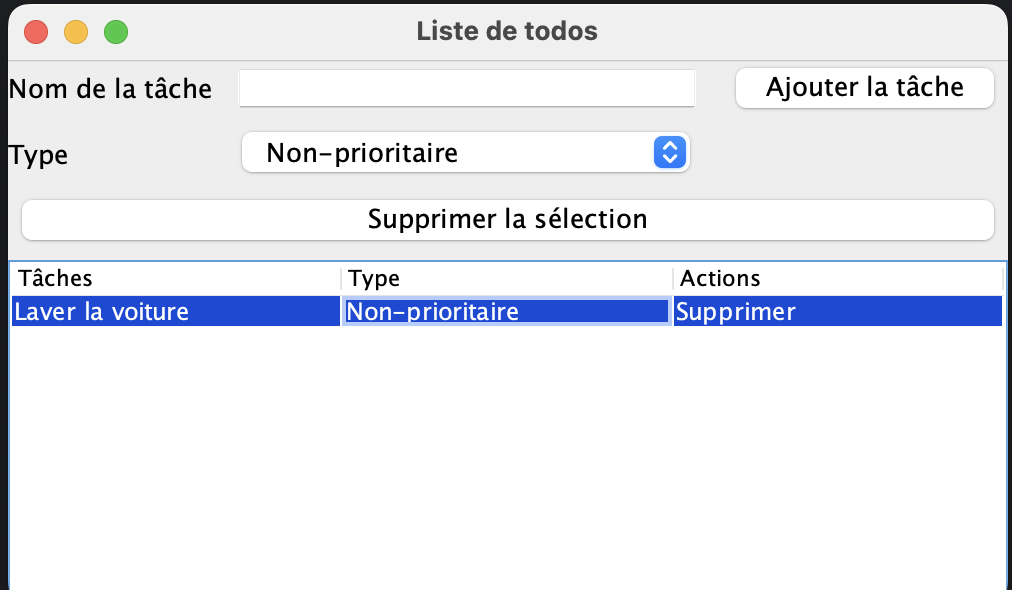 Liste de todos
Nom de la tâche Ajouter la tâche
Type Non-prioritaire
Supprimer la sélection
Tâches Type Actions
Laver la voiture Non-prioritaire Supprimer